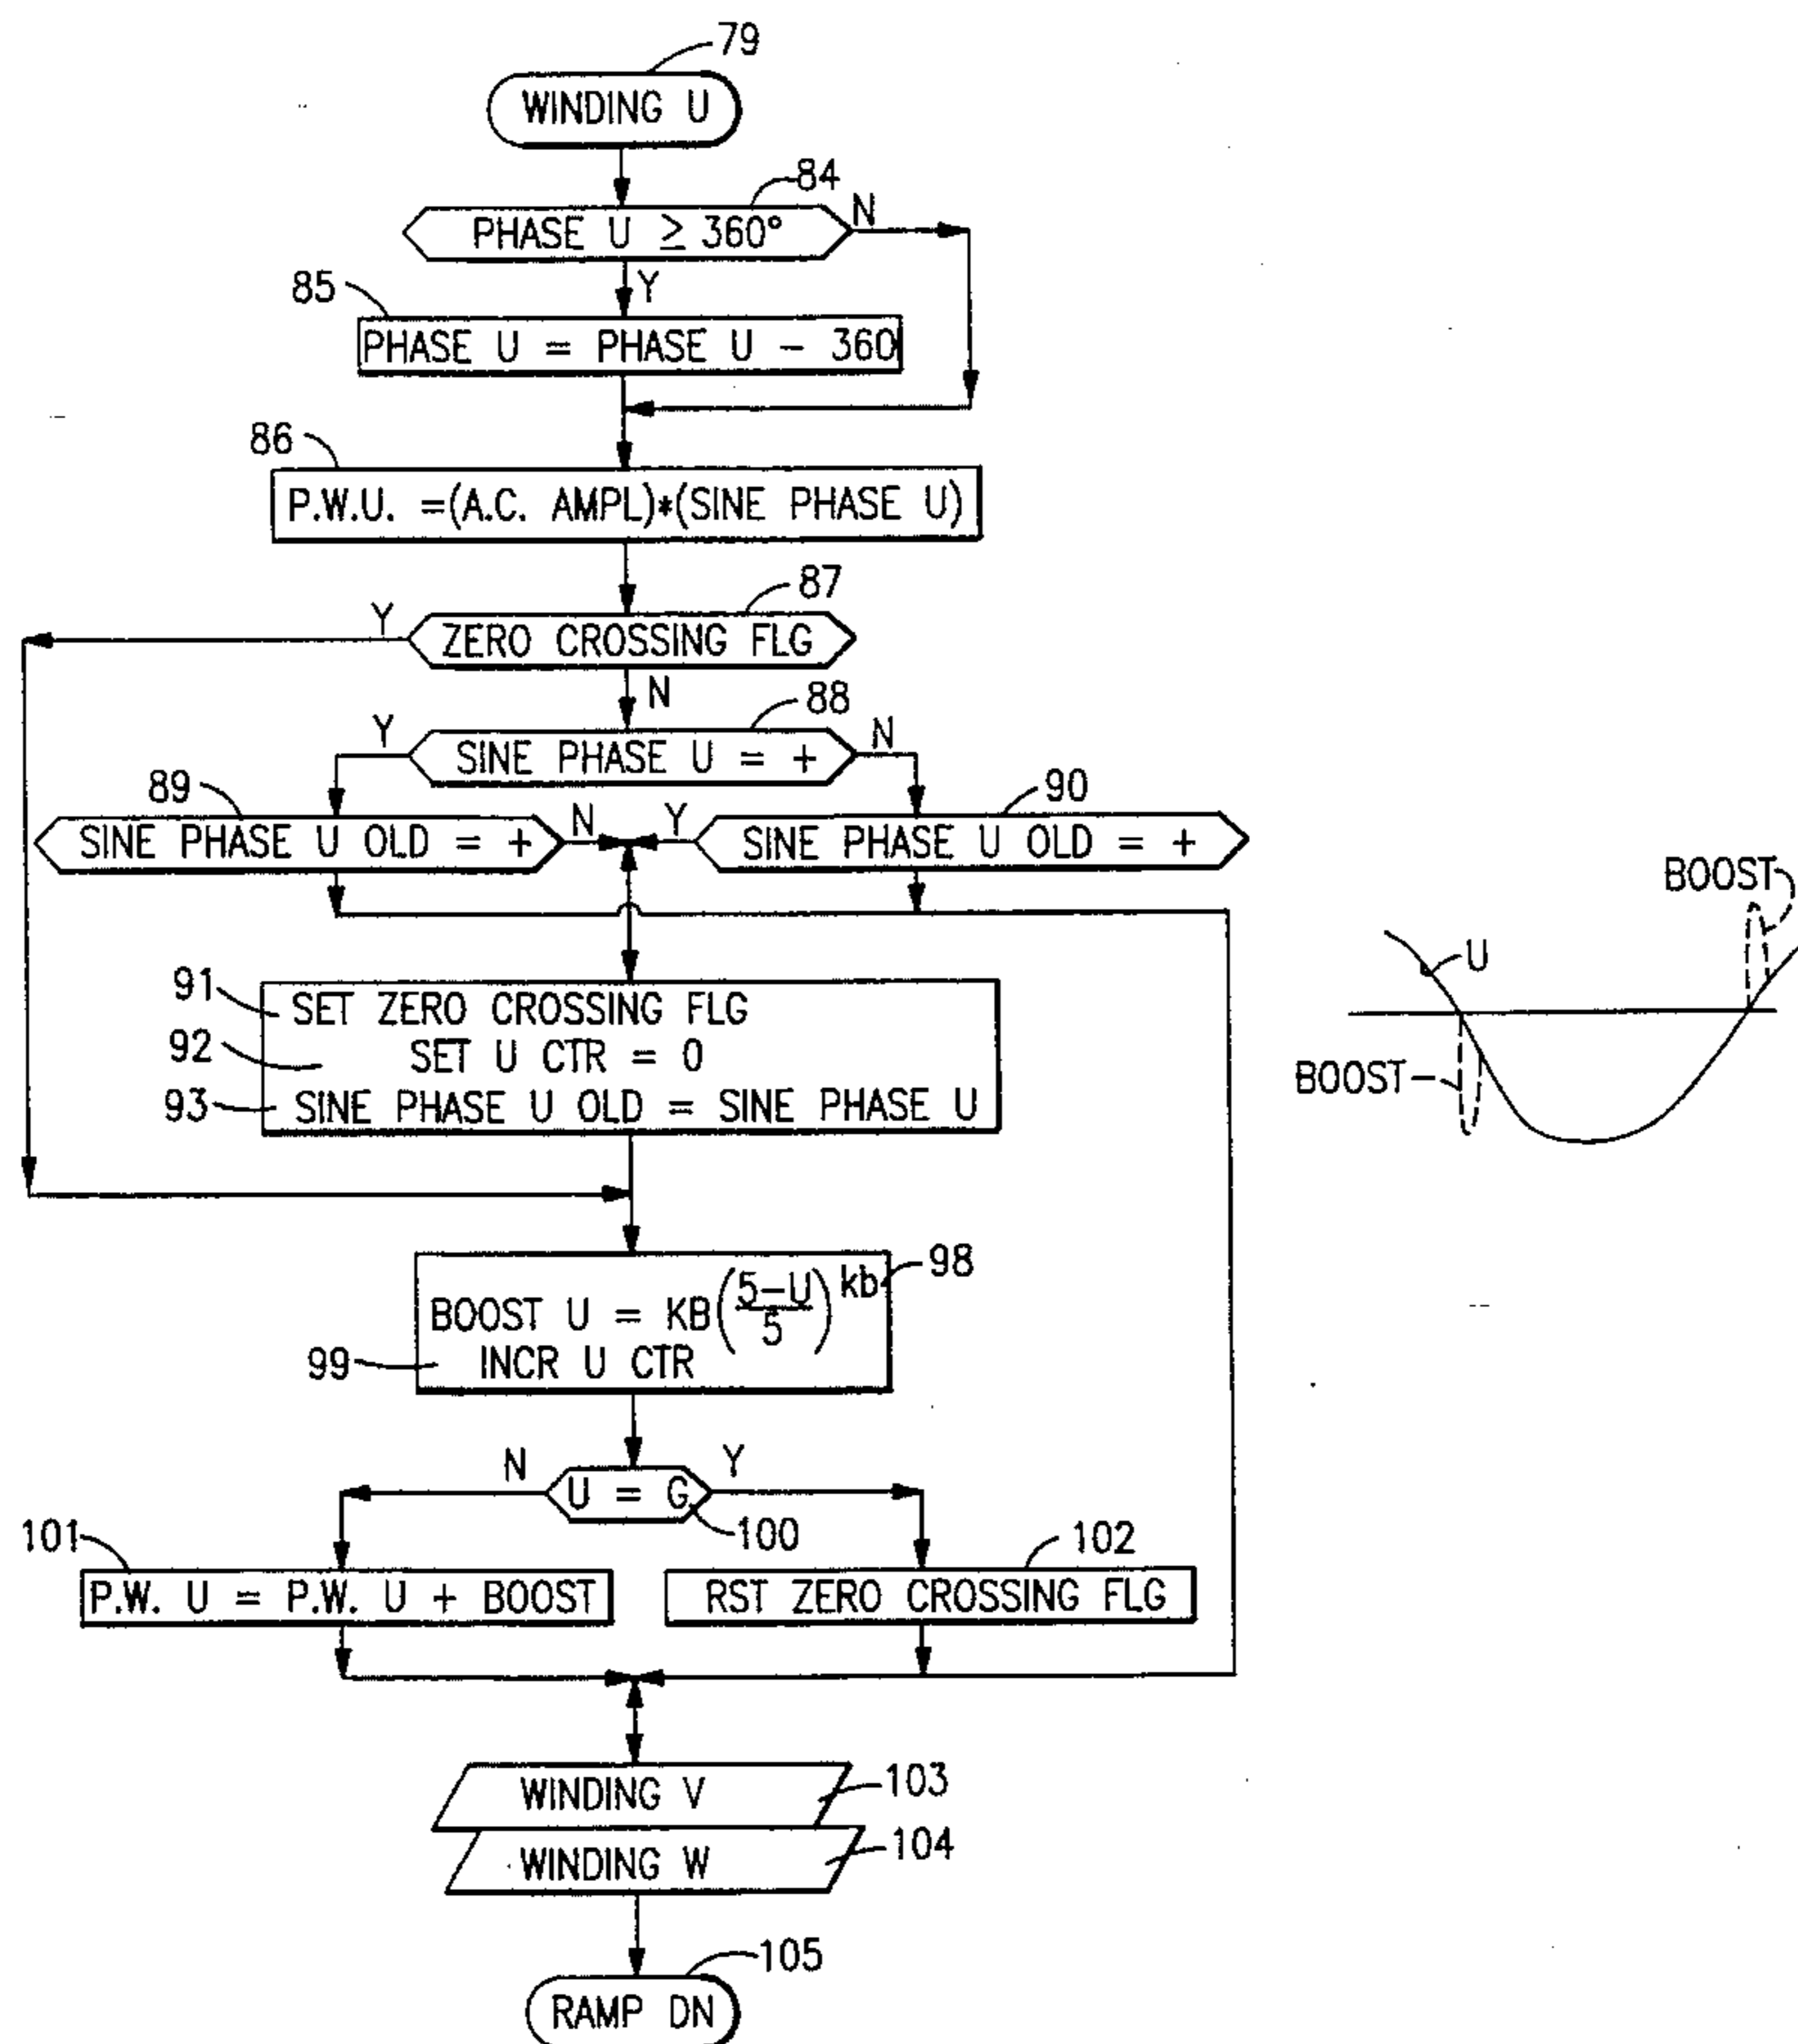 79
WINDING U
84
PHASE U ≥ 360°
N
Y
85
PHASE U = PHASE U - 360
86
P.W.U. =(A.C. AMPL)*(SINE PHASE U)
87
Y
ZERO CROSSING FLG
N
88
Y
SINE PHASE U = +
N
89
90
SINE PHASE U OLD = +
N
Y
SINE PHASE U OLD = +
BOOST
U
BOOST
91
SET ZERO CROSSING FLG
92
SET U CTR = 0
93
SINE PHASE U OLD = SINE PHASE U
98
BOOST U = KB(5-U/5)kb
99
INCR U CTR
N
Y
U = G
100
101
102
P.W. U = P.W. U + BOOST
RST ZERO CROSSING FLG
WINDING V
103
WINDING W
104
105
RAMP DN